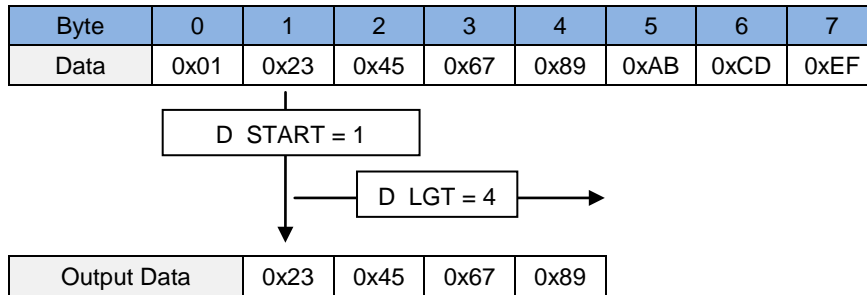 Byte 0 1 2 3 4 5 6 7
Data 0x01 0x23 0x45 0x67 0x89 0xAB 0xCD 0xEF
D START = 1
D LGT = 4
Output Data 0x23 0x45 0x67 0x89